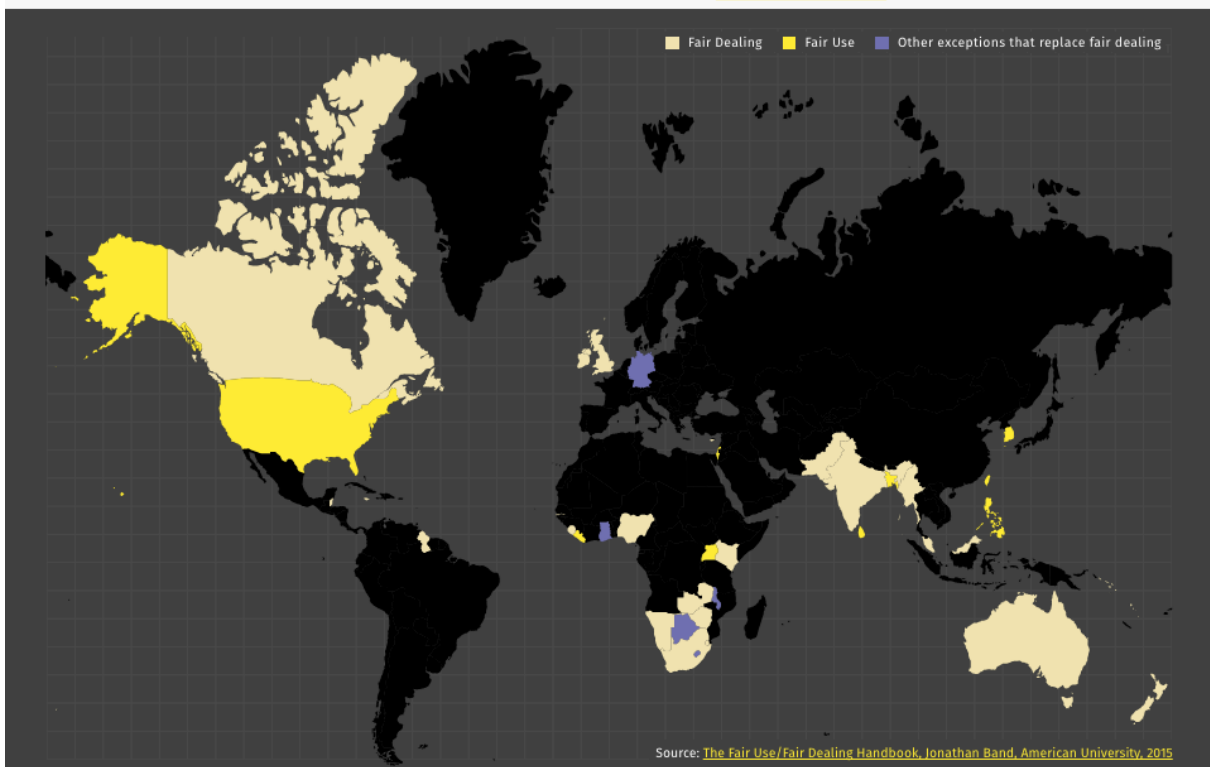 Fair Dealing Fair Use Other exceptions that replace fair dealing
Source: The Fair Use/Fair Dealing Handbook, Jonathan Band, American University, 2015